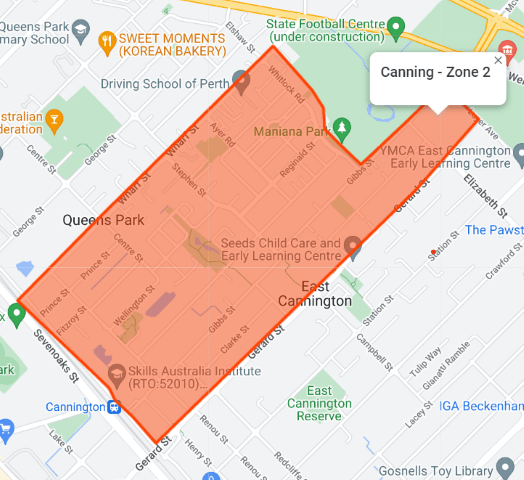 Queens Park
mary School
SWEET MOMENTS
(KOREAN BAKERY)
Elshaw St
State Football Centre
(under construction)
Canning - Zone 2
Driving School of Perth
Whitlock Rd
Maniana Park
stralian
deration
George St
Centre St
Wharf St
Ayer Rd
Reginald St
YMCA East Cannington
Early Learning Centre
Gibbs St
Stephen St
Wharf St
Gerard St
Elizabeth St
George St
Queens Park
The Pawst
Station St
Crawford St
Seeds Child Care and
Early Learning Centre
Centre St
Prince St
East
Cannington
Prince St
Fitzroy St
Wellington St
Gibbs St
Clarke St
Gerard St
Station St
Campbell St
Sevenoaks St
Tulip Way
Gianatti Ramble
Skills Australia Institute
(RTO:52010)...
Cannington
East
Cannington
Reserve
IGA Beckenham
Lacey St
Lake St
Gerard St
Henry St
Renou St
Renou St
Redcliffe
Gosnells Toy Library